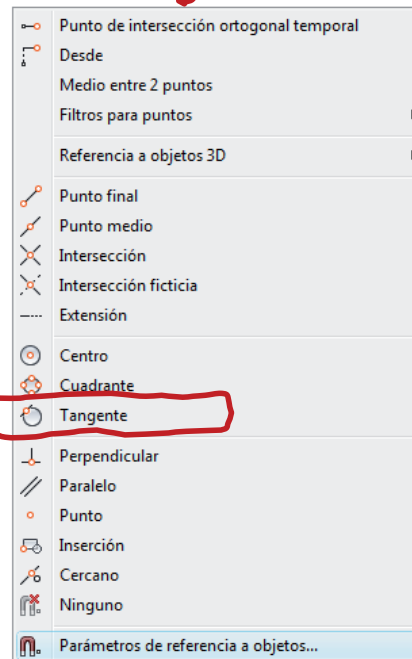 Punto de intersección ortogonal temporal
Desde
Medio entre 2 puntos
Filtros para puntos
Referencia a objetos 3D
Punto final
Punto medio
Intersección
Intersección ficticia
Extensión
Centro
Cuadrante
Tangente
Perpendicular
Paralelo
Punto
Inserción
Cercano
Ninguno
Parámetros de referencia a objetos...